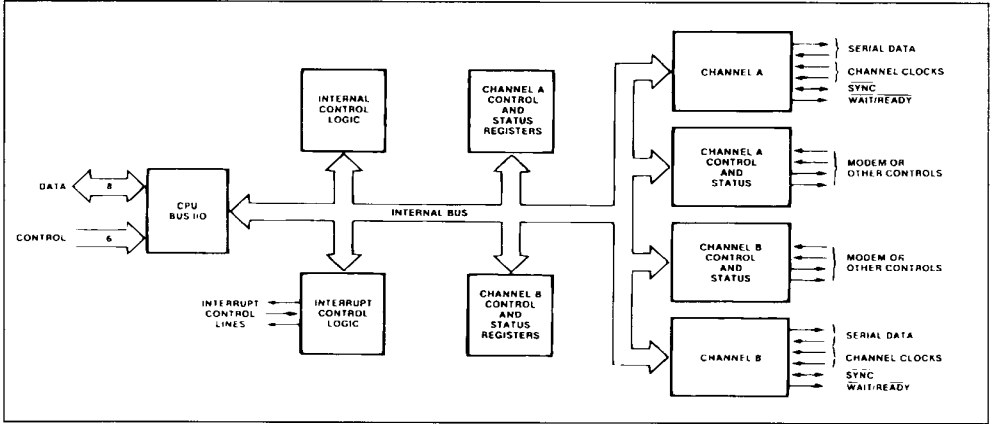 DATA
8
CPU
BUS I/O
CONTROL
6
INTERNAL
CONTROL
LOGIC
CHANNEL A
CONTROL
AND
STATUS
REGISTERS
INTERNAL BUS
INTERRUPT
CONTROL
LINES
INTERRUPT
CONTROL
LOGIC
CHANNEL B
CONTROL
AND
STATUS
REGISTERS
CHANNEL A
SERIAL DATA
CHANNEL CLOCKS
SYNC
WAIT/READY
CHANNEL A
CONTROL
AND
STATUS
MODEM OR
OTHER CONTROLS
CHANNEL B
CONTROL
AND
STATUS
MODEM OR
OTHER CONTROLS
CHANNEL B
SERIAL DATA
CHANNEL CLOCKS
SYNC
WAIT/READY